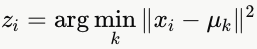 $z_i = \arg\min_k \|x_i - \mu_k\|^2$